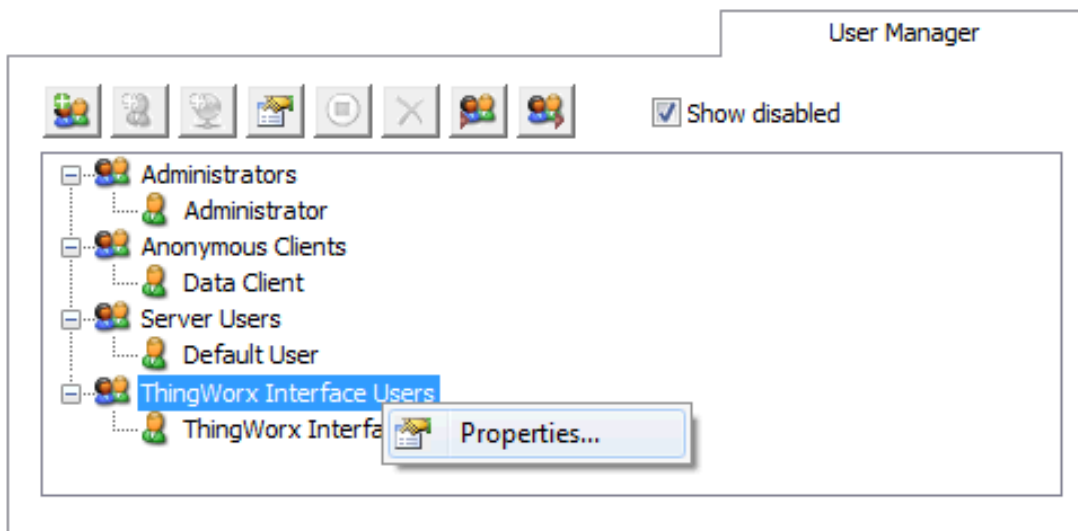 User Manager
Show disabled
Administrators
Administrator
Anonymous Clients
Data Client
Server Users
Default User
ThingWorx Interface Users
ThingWorx Interfa
Properties...